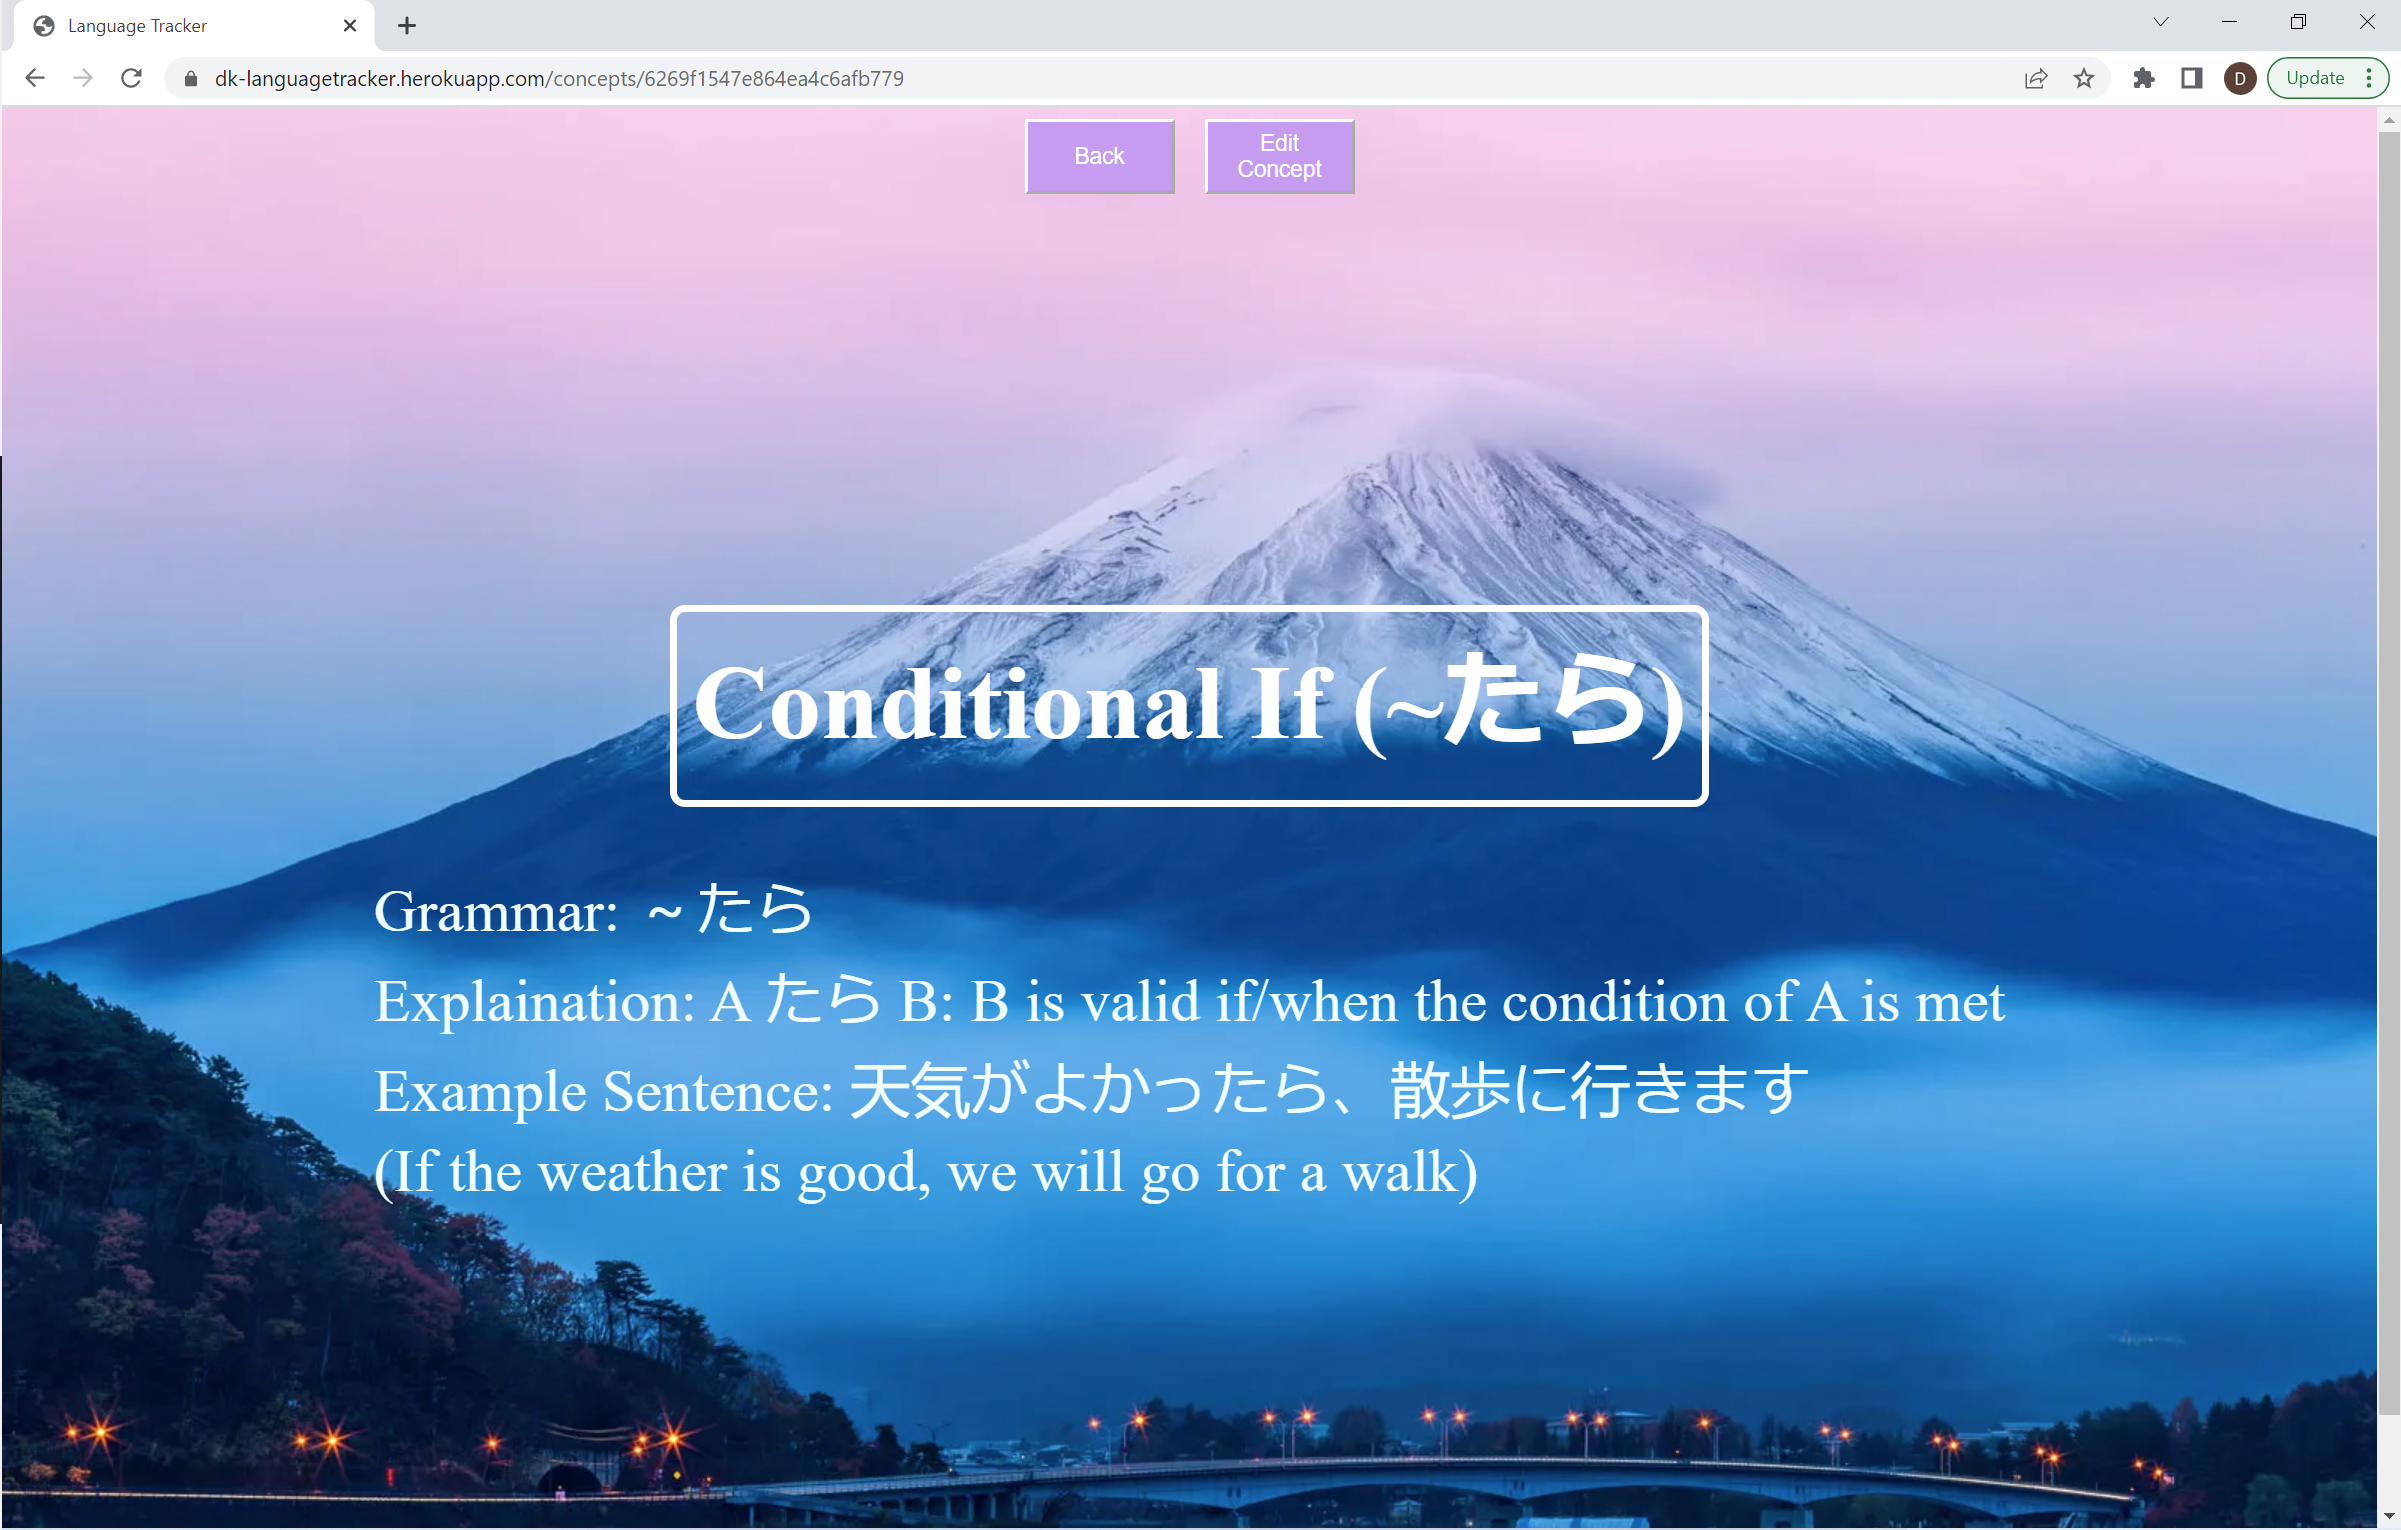 Language Tracker
dk-languagetracker.herokuapp.com/concepts/6269f1547e864ea4c6afb779
D
Update
Back
Edit
Concept
Conditional If (~たら)
Grammar: ～たら
Explaination: A たら B: B is valid if/when the condition of A is met
Example Sentence: 天気がよかったら、散歩に行きます
(If the weather is good, we will go for a walk)